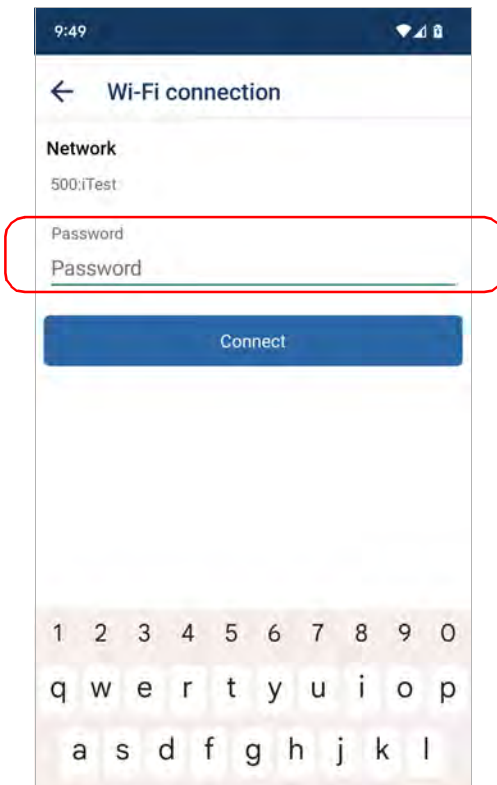 9:49
Wi-Fi connection
Network
500:iTest
Password
Password
Connect
1 2 3 4 5 6 7 8 9 0
q w e r t y u i o p
a s d f g h j k l